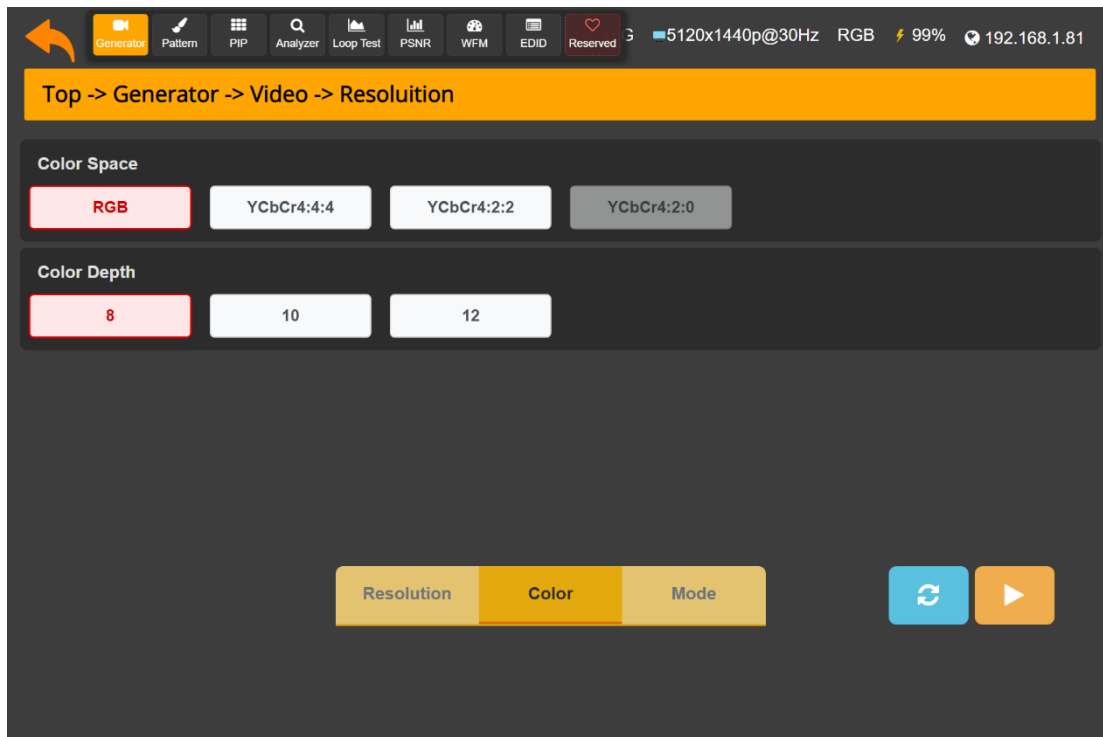 Generator Pattern PIP Analyzer Loop Test PSNR WFM EDID Reserved G 5120x1440p@30Hz RGB 99% 192.168.1.81
Top -> Generator -> Video -> Resoluition
Color Space
RGB YCbCr4:4:4 YCbCr4:2:2 YCbCr4:2:0
Color Depth
8 10 12
Resolution Color Mode